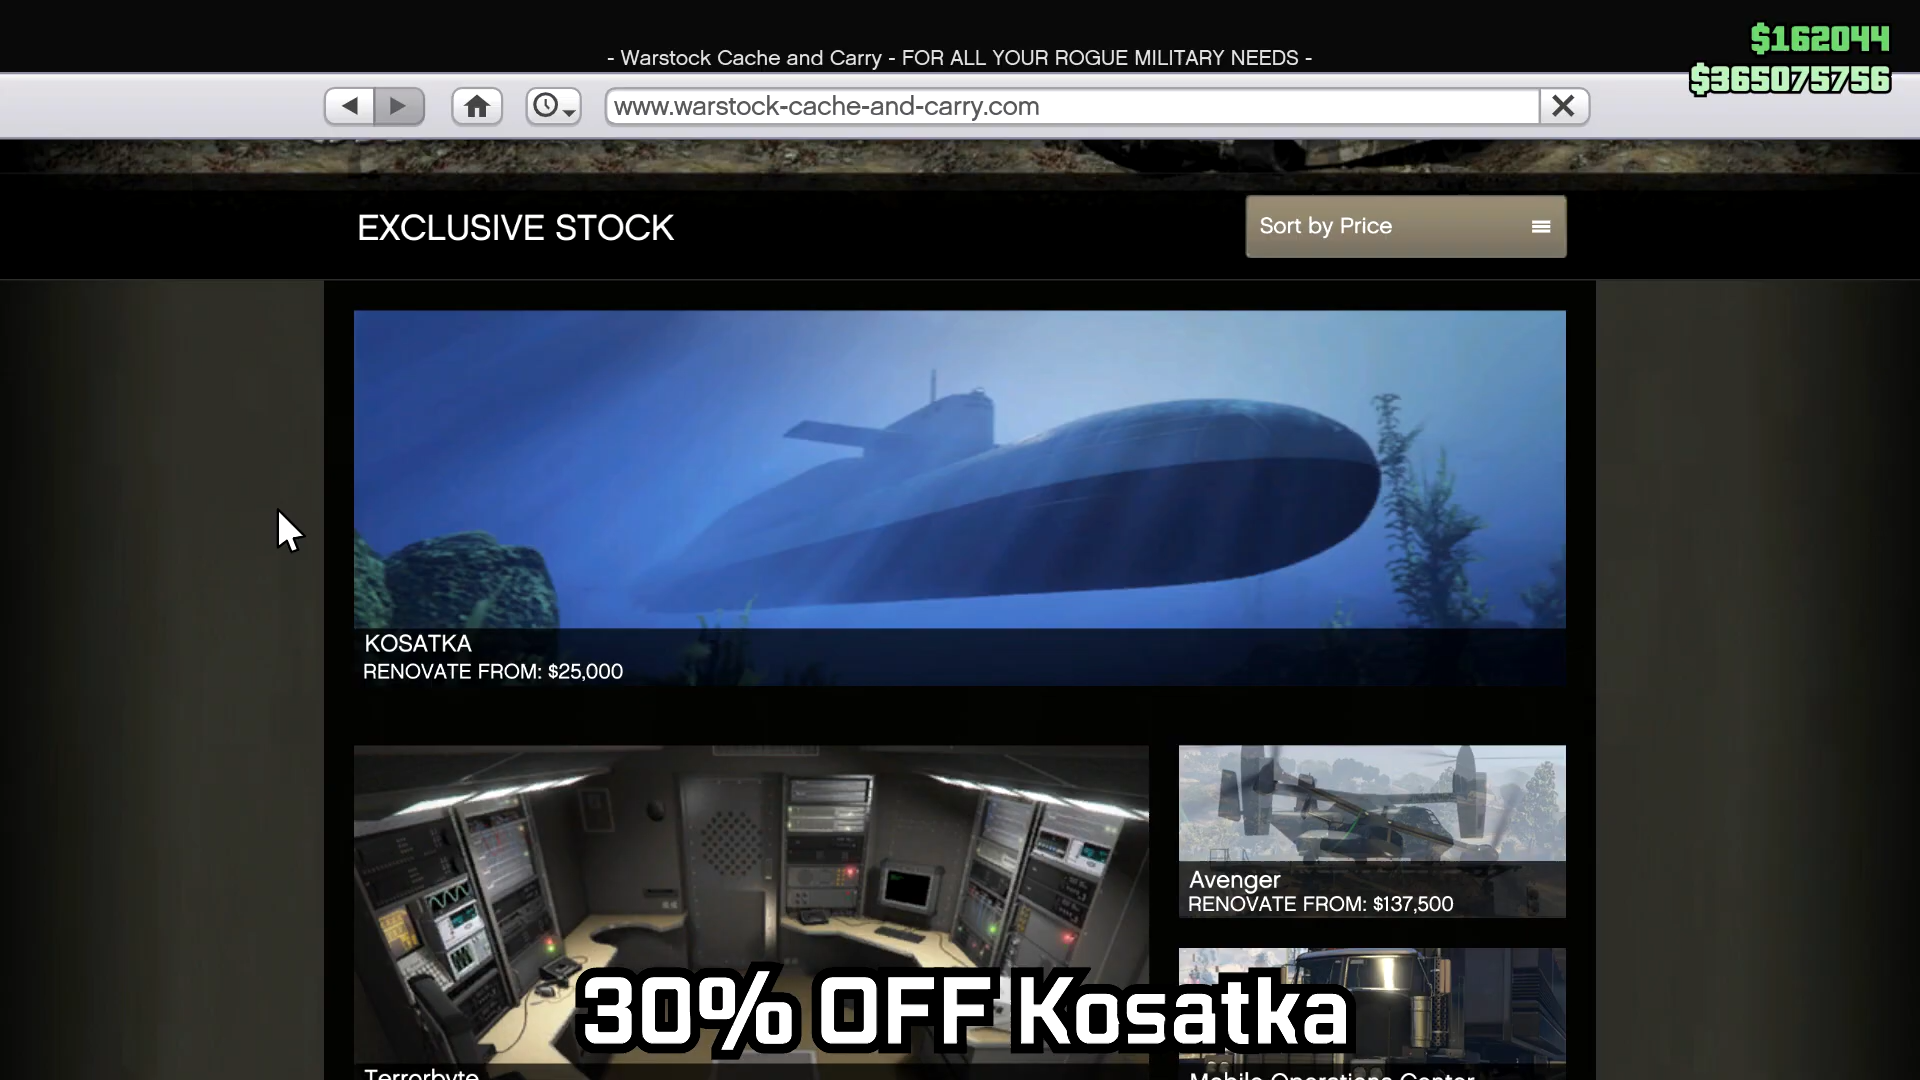 - Warstock Cache and Carry - FOR ALL YOUR ROGUE MILITARY NEEDS -
$162044
$365075756
www.warstock-cache-and-carry.com
EXCLUSIVE STOCK
Sort by Price
KOSATKA
RENOVATE FROM: $25,000
Avenger
RENOVATE FROM: $137,500
30% OFF Kosatka
Terrorbyte
Mobile Operations Center